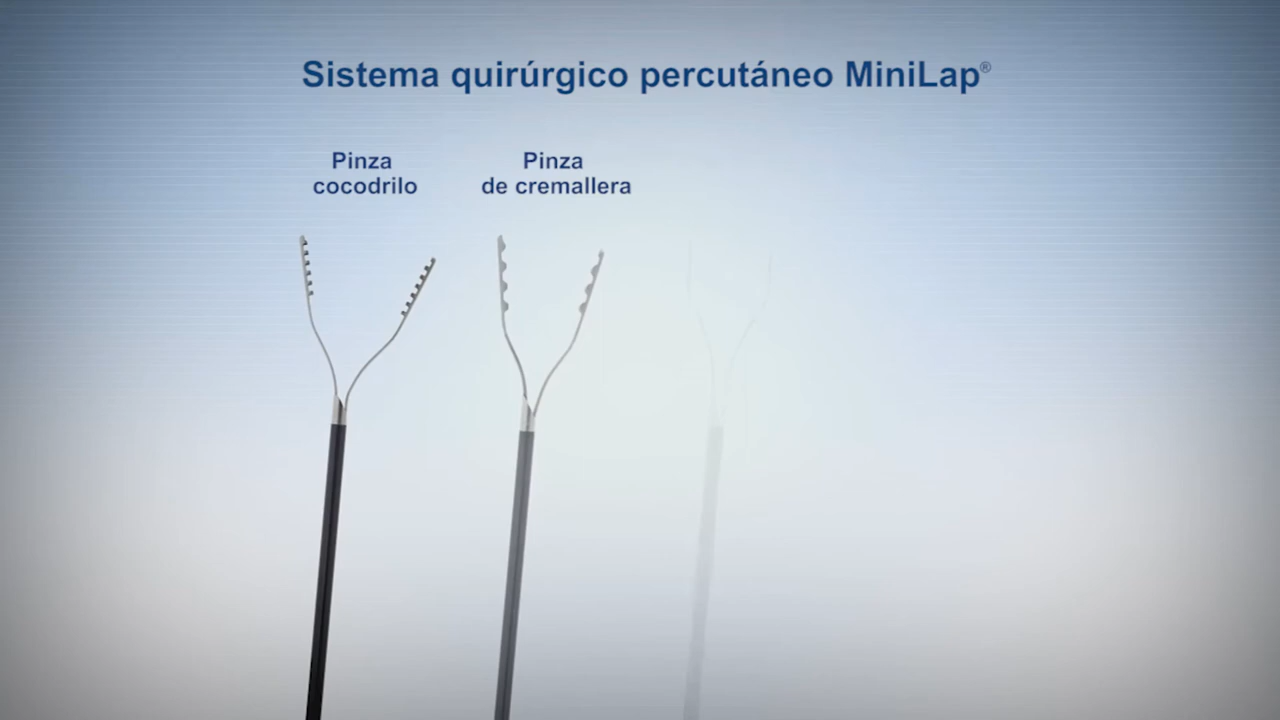 Sistema quirúrgico percutáneo MiniLap®
Pinza
cocodrilo
Pinza
de cremallera